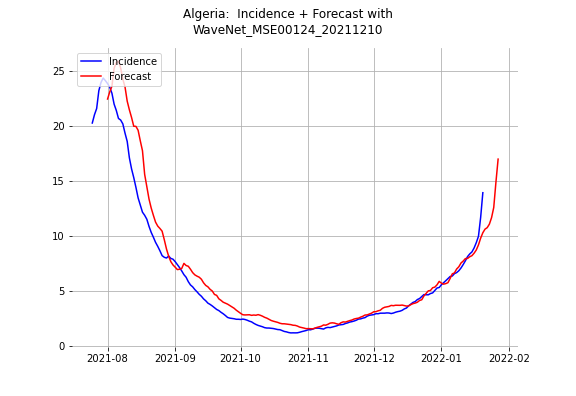 Algeria:  Incidence + Forecast with
WaveNet_MSE00124_20211210
Incidence
Forecast
25
20
15
10
5
0
2021-08 2021-09 2021-10 2021-11 2021-12 2022-01 2022-02